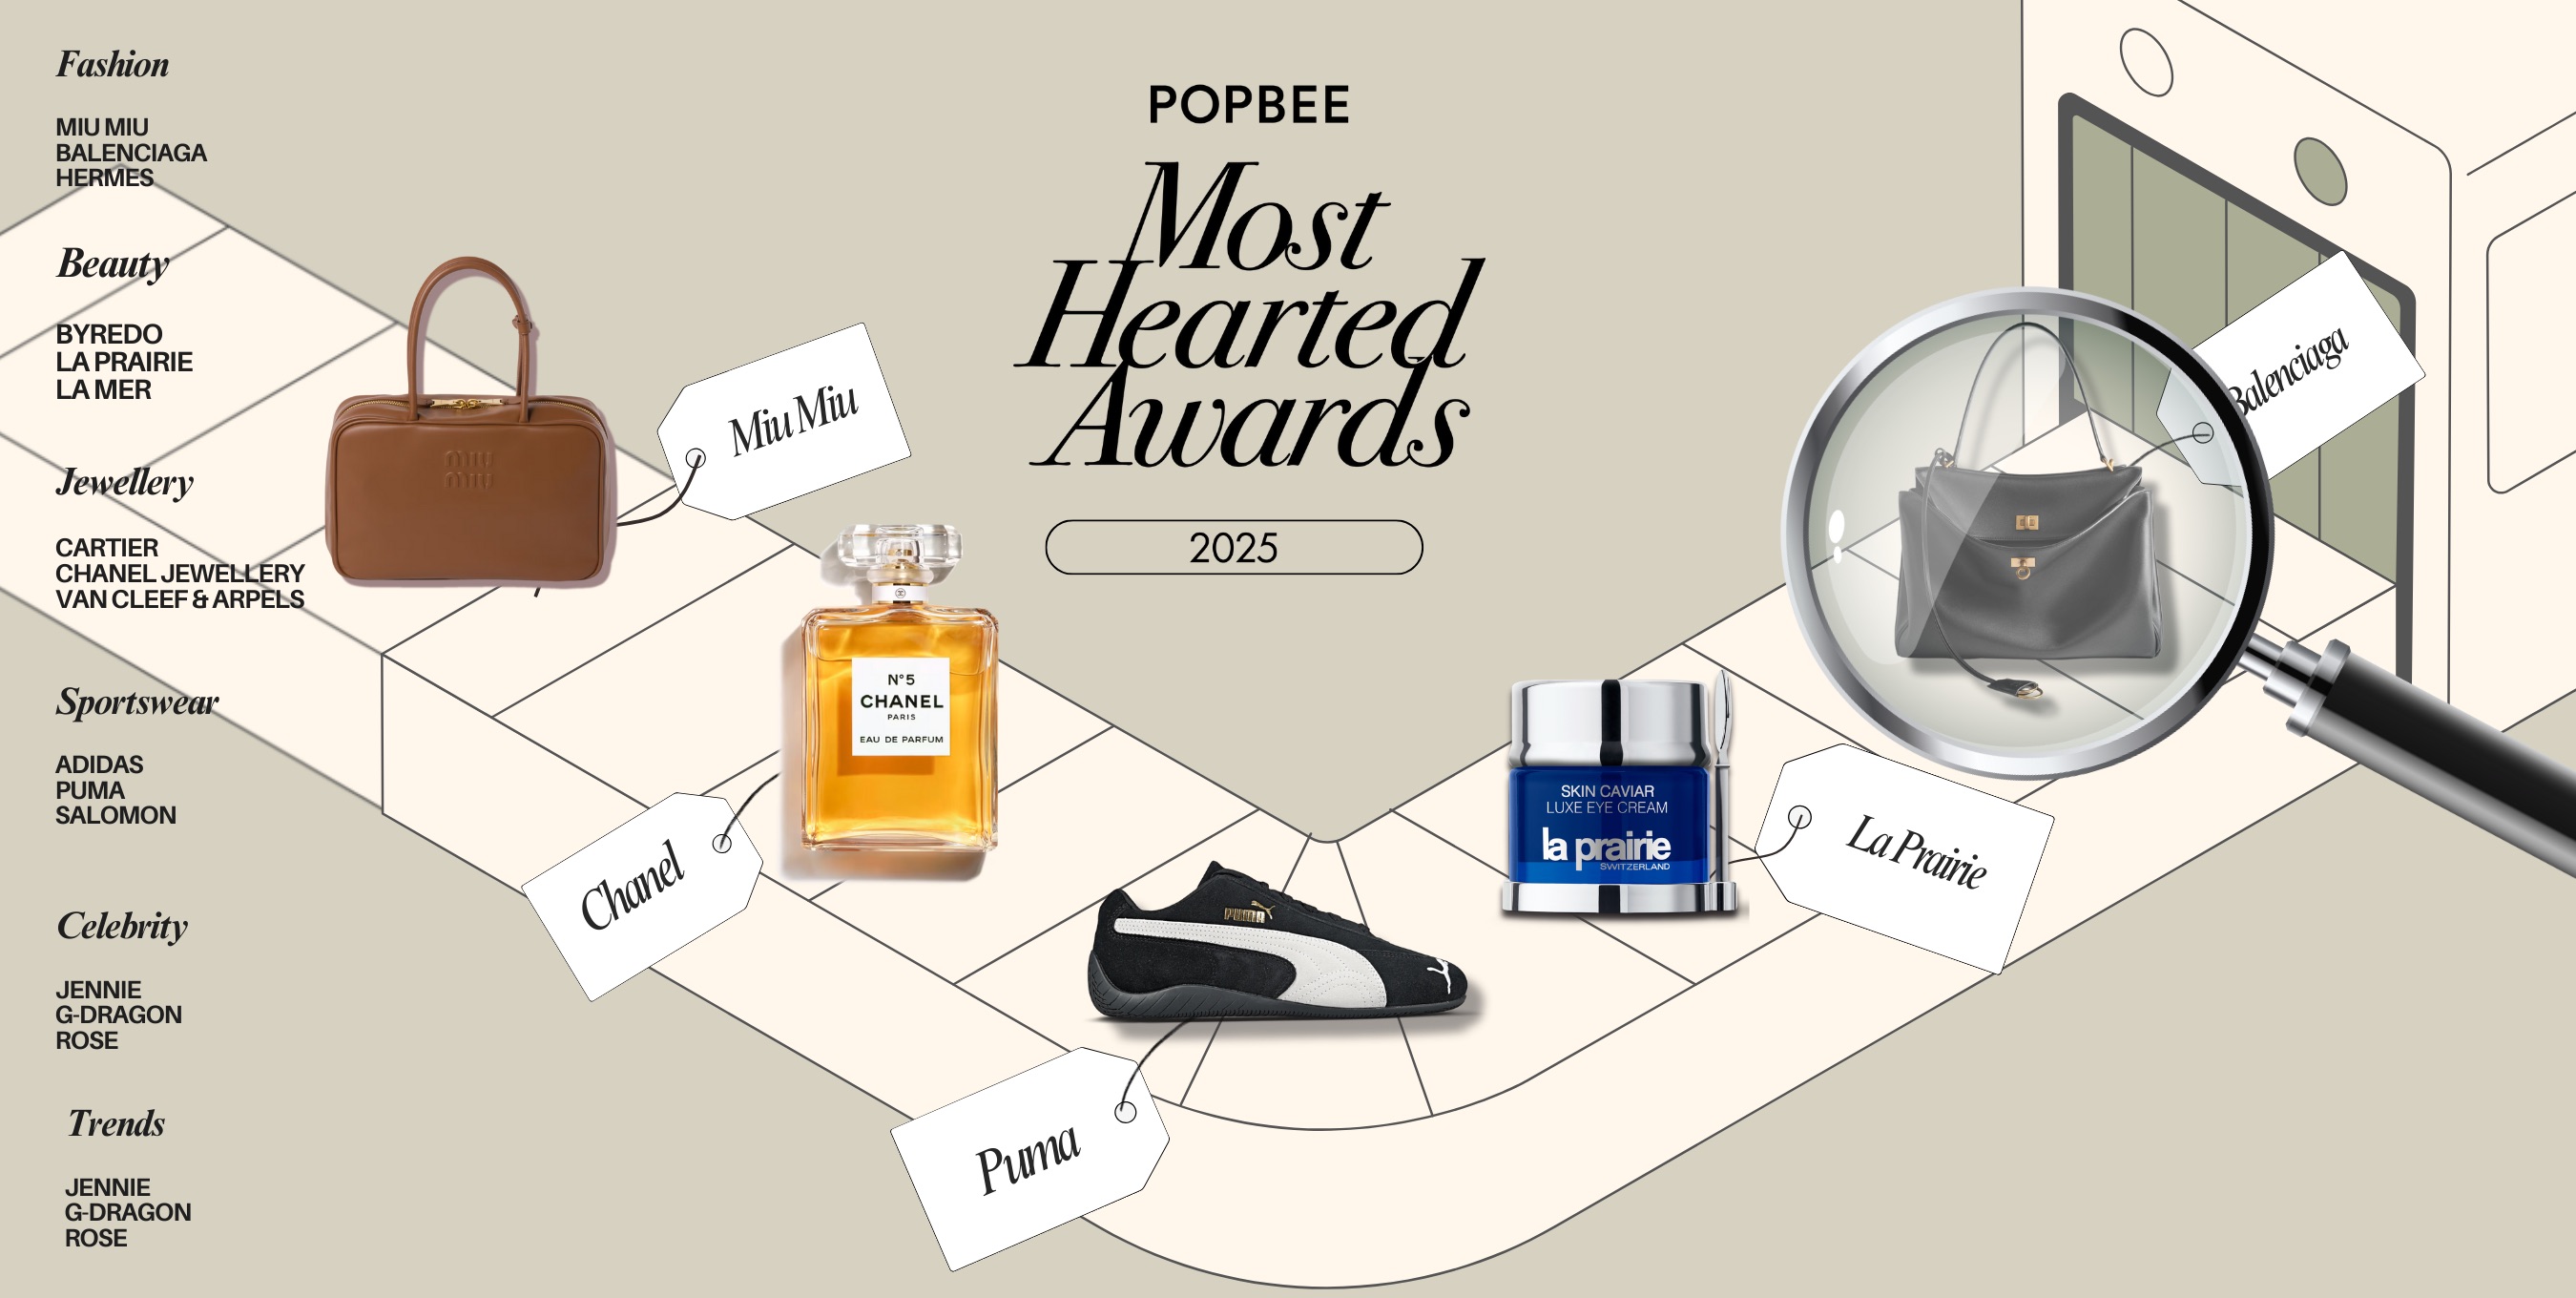 Fashion
MIU MIU
BALENCIAGA
HERMES
Beauty
BYREDO
LA PRAIRIE
LA MER
Jewellery
CARTIER
CHANEL JEWELLERY
VAN CLEEF & ARPELS
Sportswear
ADIDAS
PUMA
SALOMON
Celebrity
JENNIE
G-DRAGON
ROSE
Trends
JENNIE
G-DRAGON
ROSE
POPBEE
Most
Hearted
Awards
2025
MIU
MIU
Miu Miu
N°5
CHANEL
PARIS
EAU DE PARFUM
Chanel
PUMA
Puma
SKIN CAVIAR
LUXE EYE CREAM
la prairie
SWITZERLAND
La Prairie
Balenciaga